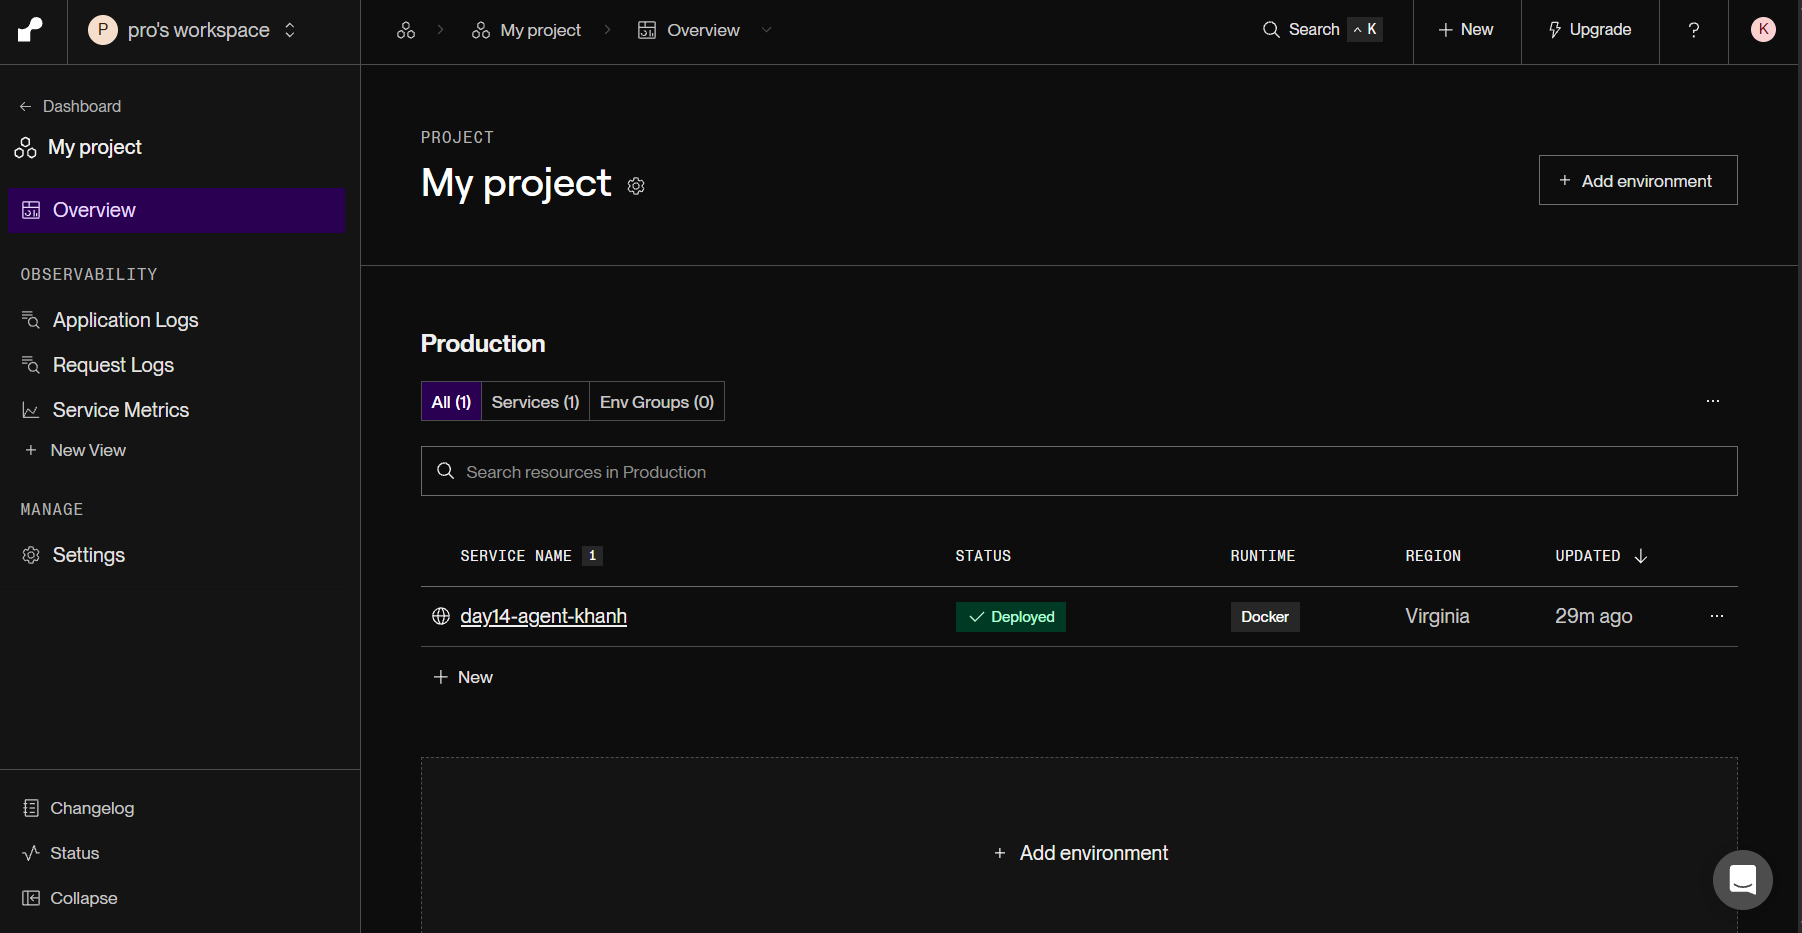 P pro's workspace
My project
Overview
Search ^ K
+ New
Upgrade
?
K
← Dashboard
My project
Overview
OBSERVABILITY
Application Logs
Request Logs
Service Metrics
+ New View
MANAGE
Settings
Changelog
Status
Collapse
PROJECT
My project
+ Add environment
Production
All (1) Services (1) Env Groups (0)
...
Search resources in Production
SERVICE NAME 1 STATUS RUNTIME REGION UPDATED ↓
day14-agent-khanh ✓ Deployed Docker Virginia 29m ago ...
+ New
+ Add environment